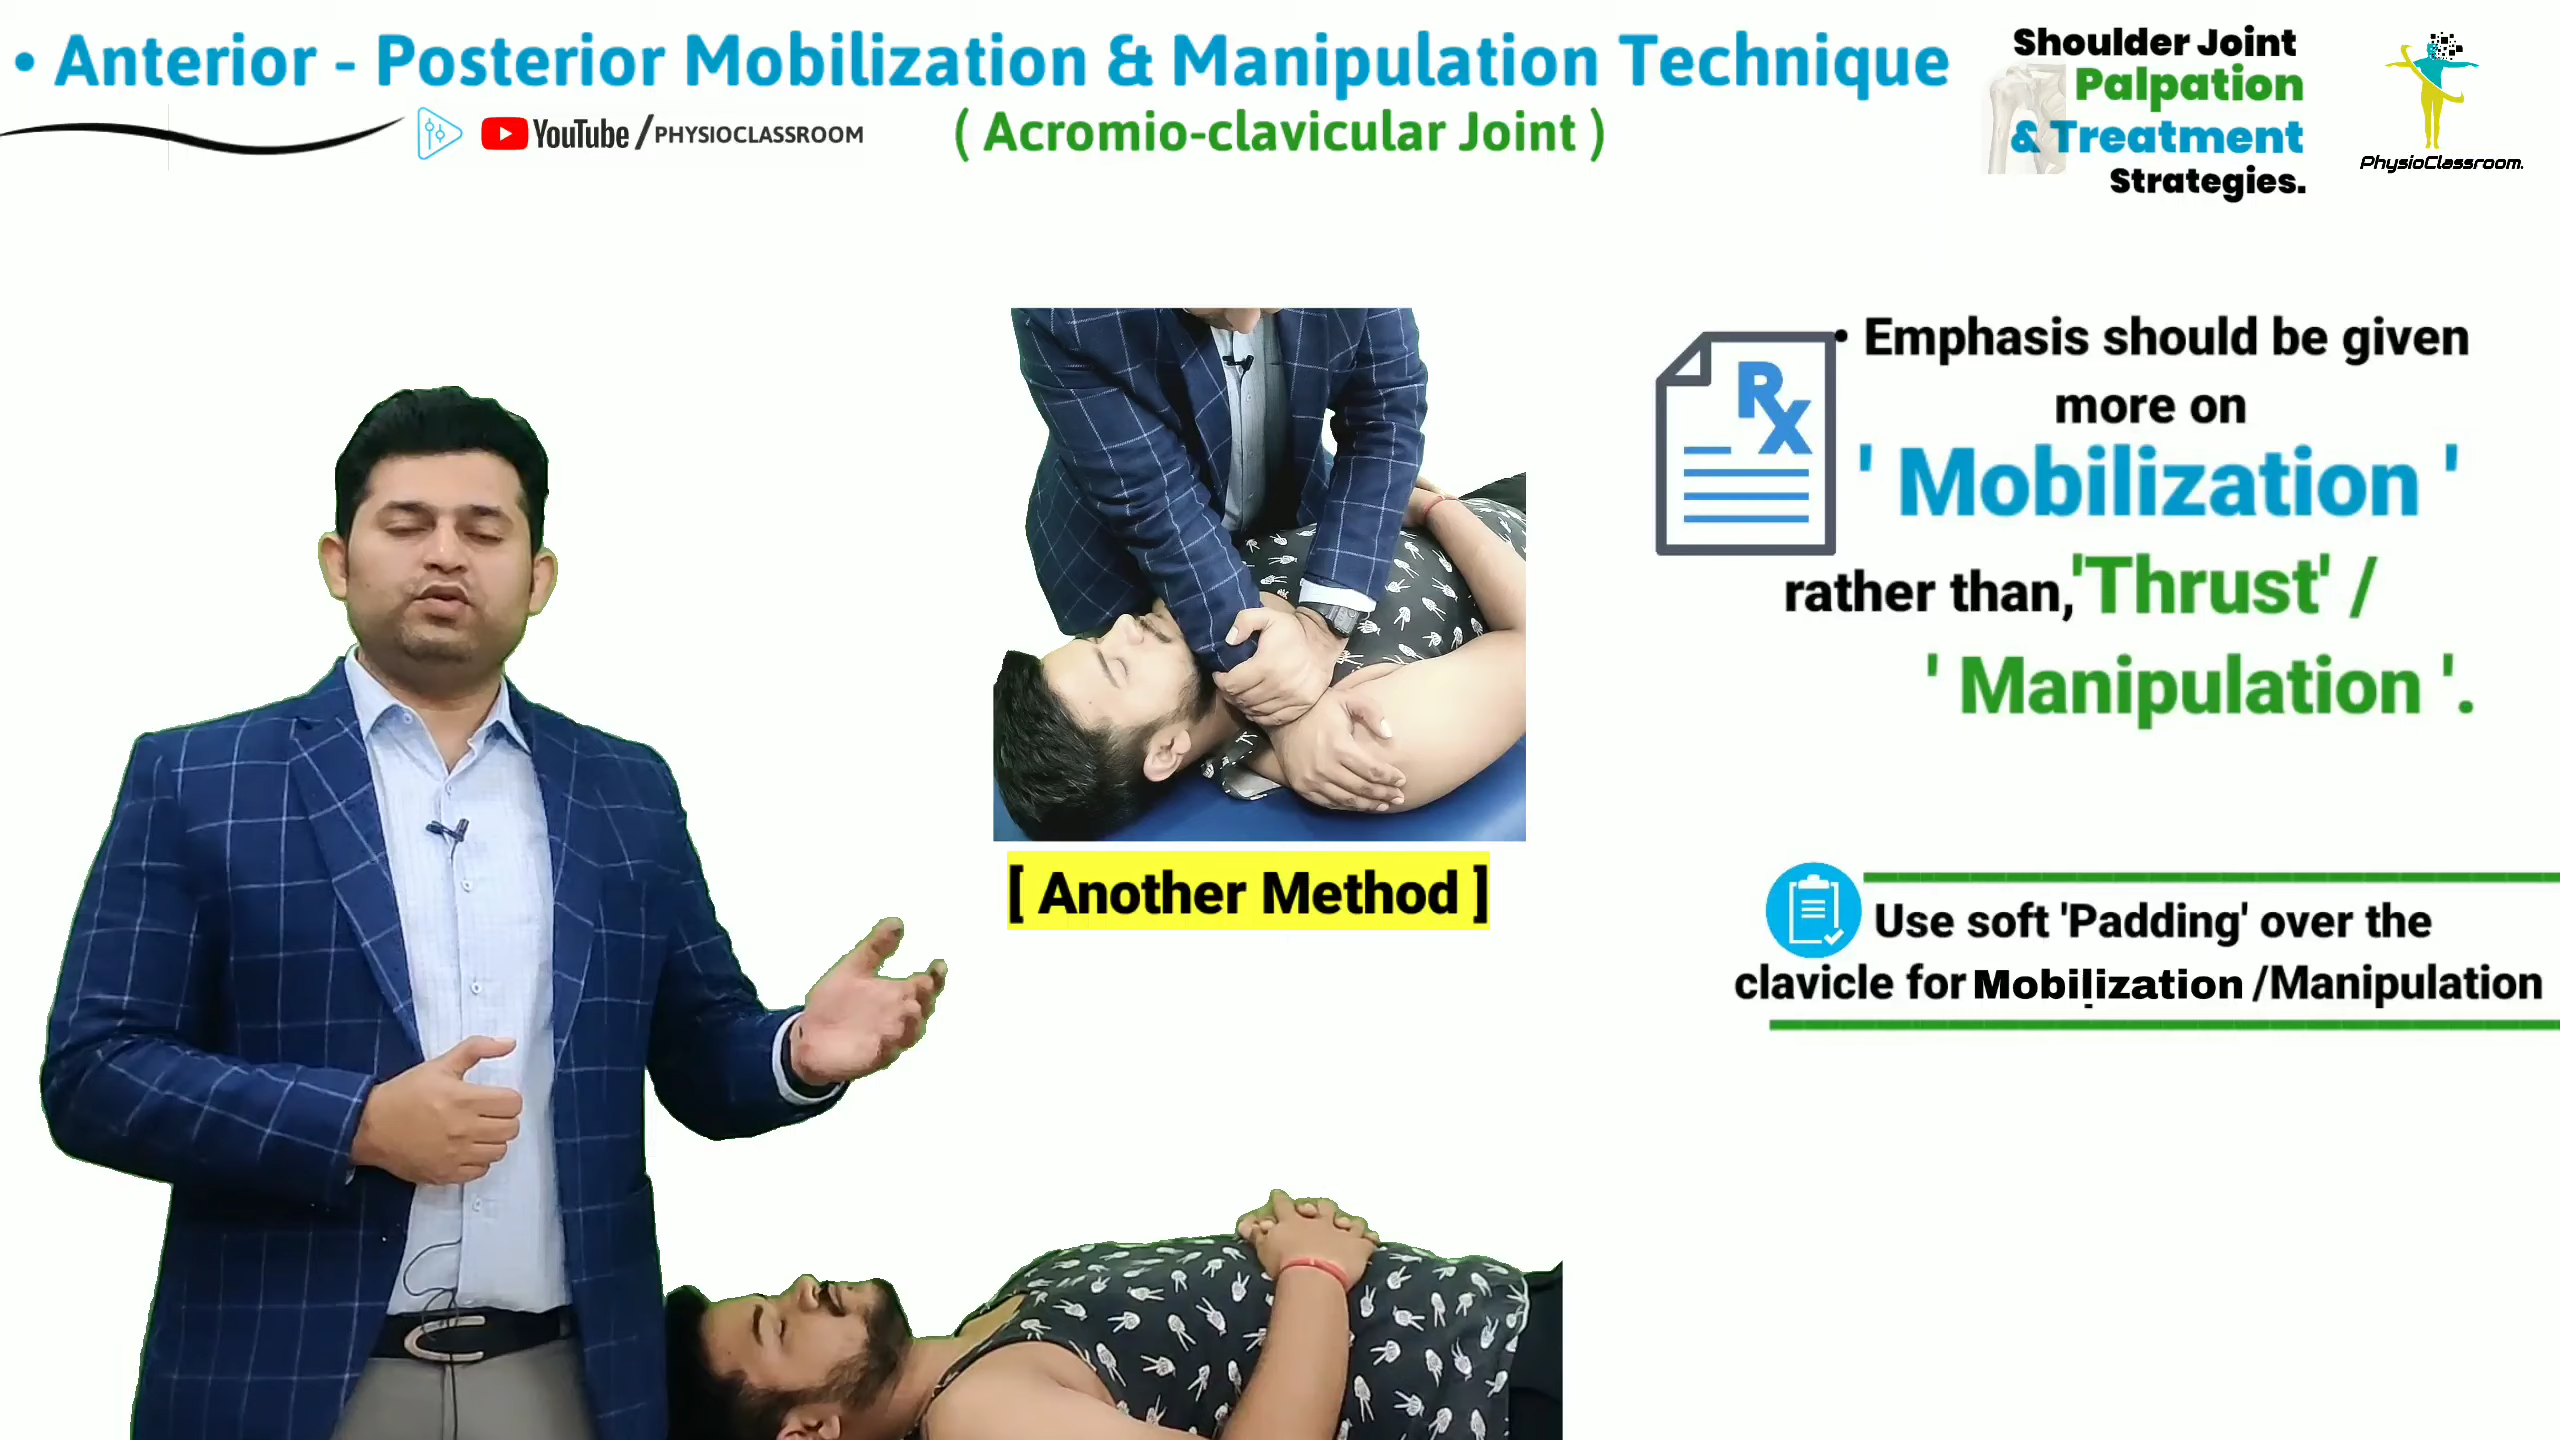 • Anterior - Posterior Mobilization & Manipulation Technique
( Acromio-clavicular Joint )
YouTube / PHYSIOCLASSROOM
Shoulder Joint
Palpation
& Treatment
Strategies.
PhysioClassroom.
Rx
• Emphasis should be given
more on
' Mobilization '
rather than, 'Thrust' /
' Manipulation '.
[ Another Method ]
Use soft 'Padding' over the
clavicle for Mobilization /Manipulation